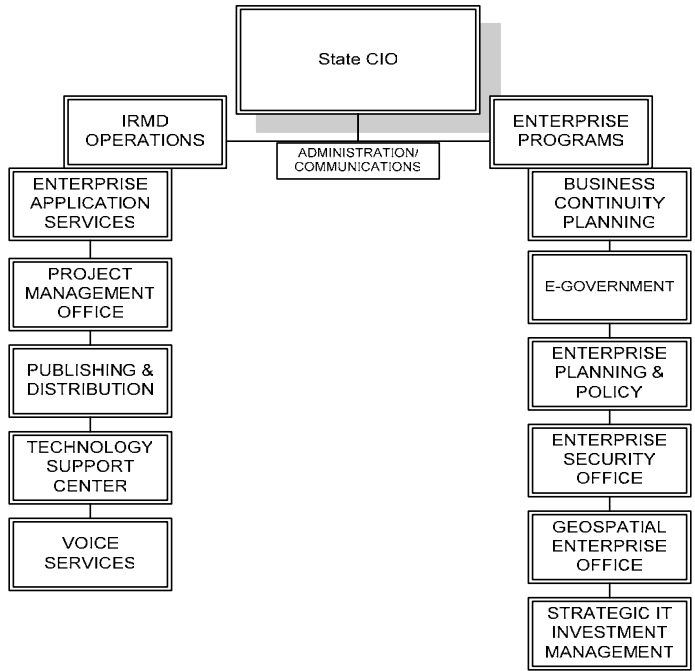 State CIO
IRMD
OPERATIONS
ADMINISTRATION/
COMMUNICATIONS
ENTERPRISE
PROGRAMS
ENTERPRISE
APPLICATION
SERVICES
PROJECT
MANAGEMENT
OFFICE
PUBLISHING &
DISTRIBUTION
TECHNOLOGY
SUPPORT
CENTER
VOICE
SERVICES
BUSINESS
CONTINUITY
PLANNING
E-GOVERNMENT
ENTERPRISE
PLANNING &
POLICY
ENTERPRISE
SECURITY
OFFICE
GEOSPATIAL
ENTERPRISE
OFFICE
STRATEGIC IT
INVESTMENT
MANAGEMENT